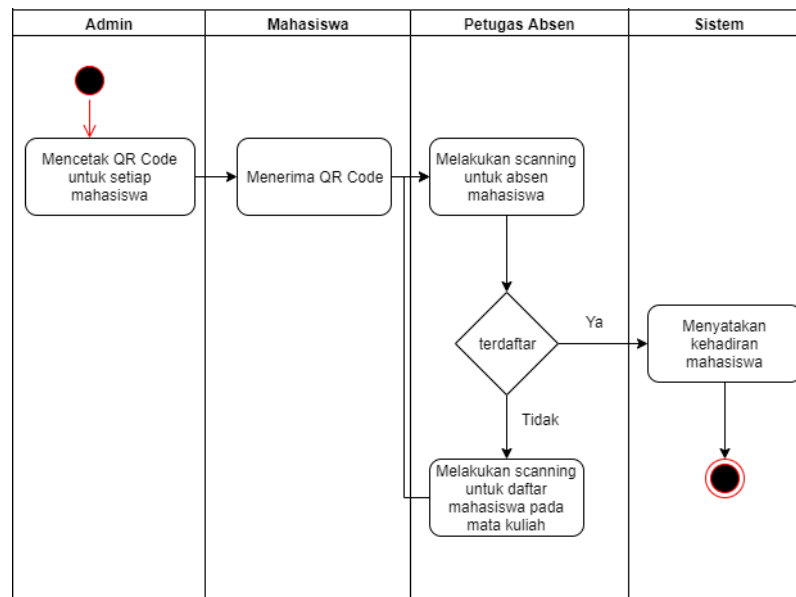 Admin
Mahasiswa
Petugas Absen
Sistem
Mencetak QR Code
untuk setiap
mahasiswa
Menerima QR Code
Melakukan scanning
untuk absen
mahasiswa
terdaftar
Ya
Menyatakan
kehadiran
mahasiswa
Tidak
Melakukan scanning
untuk daftar
mahasiswa pada
mata kuliah